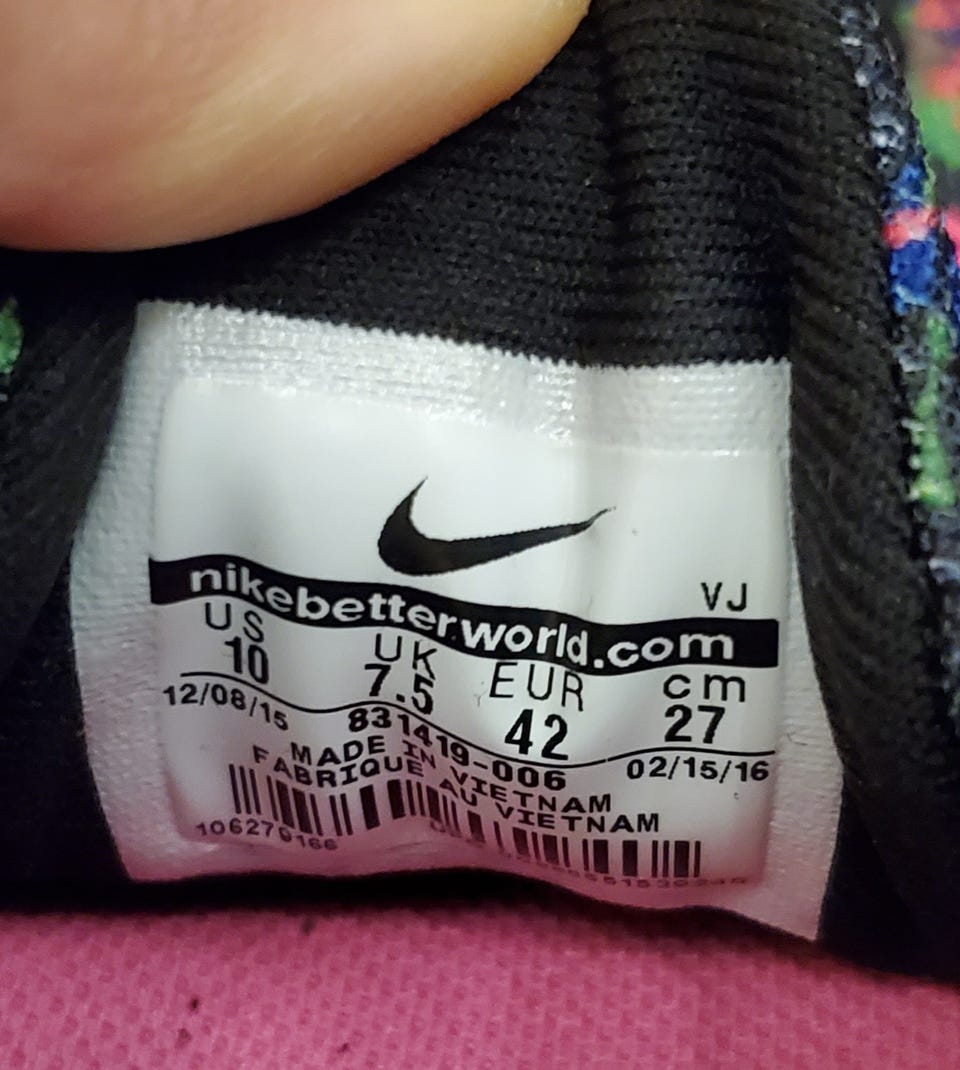 nikebetterworld.com
VJ
US UK EUR cm
10 7.5 42 27
12/08/15 831419-006 02/15/16
MADE IN VIETNAM
FABRIQUE AU VIETNAM